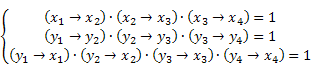 (x₁ → x₂)·(x₂ → x₃)·(x₃ → x₄) = 1
(y₁ → y₂)·(y₂ → y₃)·(y₃ → y₄) = 1
(y₁ → x₁)·(y₂ → x₂)·(y₃ → x₃)·(y₄ → x₄) = 1